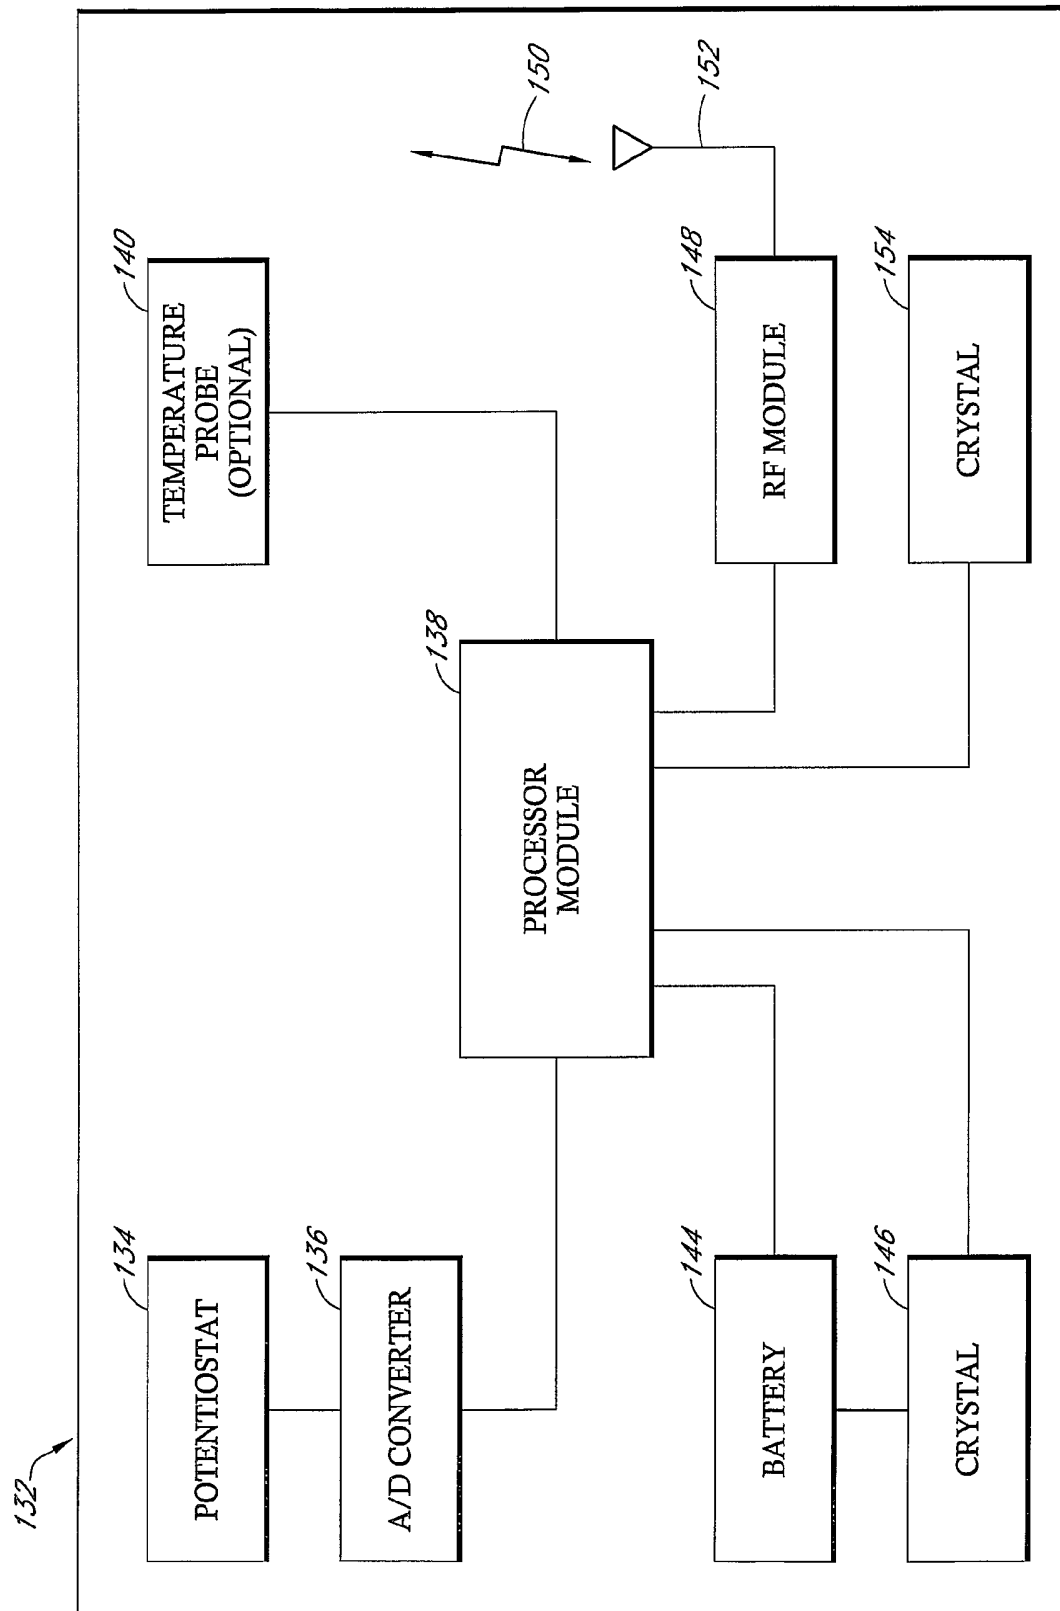 132
134
POTENTIOSTAT
136
A/D CONVERTER
138
PROCESSOR
MODULE
140
TEMPERATURE
PROBE
(OPTIONAL)
150
152
144
BATTERY
146
CRYSTAL
148
RF MODULE
154
CRYSTAL